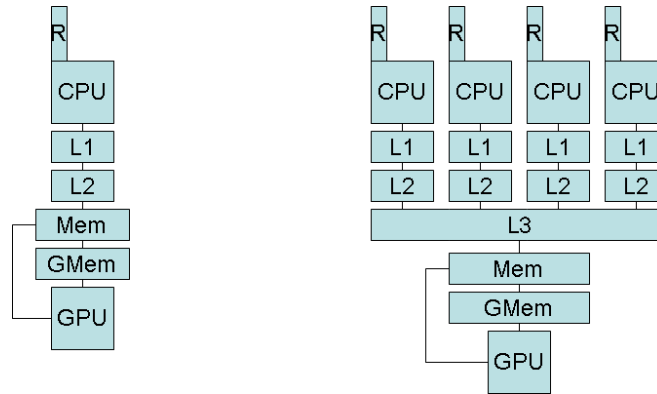 R
CPU
L1
L2
Mem
GMem
GPU
R R R R
CPU CPU CPU CPU
L1 L1 L1 L1
L2 L2 L2 L2
L3
Mem
GMem
GPU